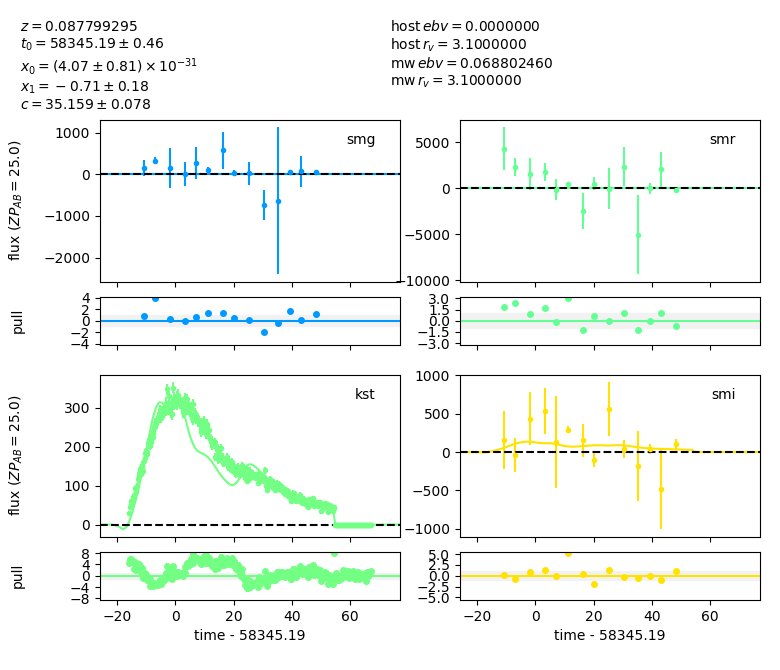 z = 0.087799295
t₀ = 58345.19 ± 0.46
x₀ = (4.07 ± 0.81) × 10⁻³¹
x₁ = −0.71 ± 0.18
c = 35.159 ± 0.078
host ebv = 0.0000000
host r_v = 3.1000000
mw ebv = 0.068802460
mw r_v = 3.1000000
flux (ZP_AB = 25.0)
1000
0
−1000
−2000
smg
5000
0
−5000
−10000
smr
pull
4
2
0
−2
−4
3.0
1.5
0.0
−1.5
−3.0
flux (ZP_AB = 25.0)
300
200
100
0
kst
1000
500
0
−500
−1000
smi
pull
8
4
0
−4
−8
5.0
2.5
0.0
−2.5
−5.0
−20 0 20 40 60
−20 0 20 40 60
time - 58345.19
time - 58345.19